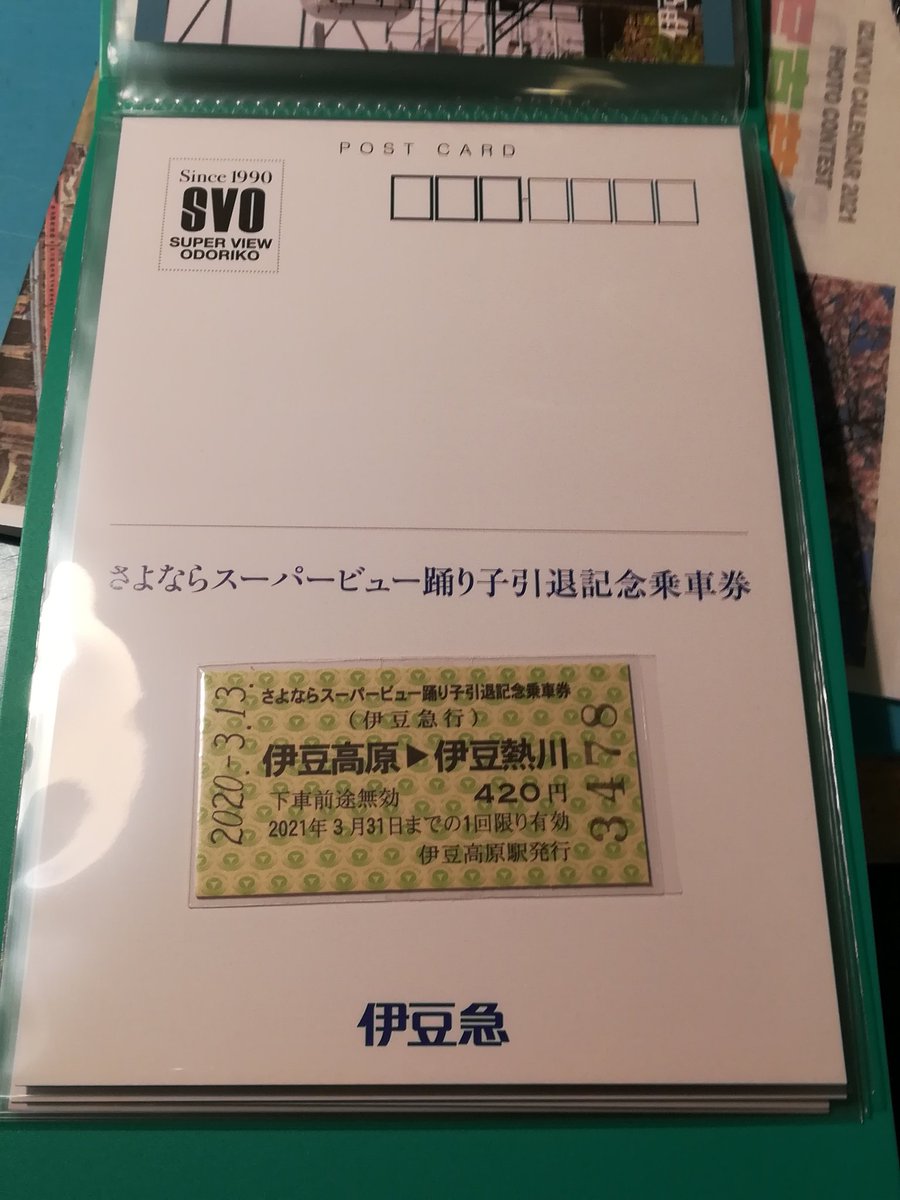 POST CARD
Since 1990
SVO
SUPER VIEW
ODORIKO
さよならスーパービュー踊り子引退記念乗車券
2020-3.13.
さよならスーパービュー踊り子引退記念乗車券
(伊豆急行)
伊豆高原▶伊豆熱川
下車前途無効 420円
2021年3月31日までの1回限り有効
伊豆高原駅発行
3478
伊豆急
IZUKYU CALENDAR 2021
PHOTO CONTEST